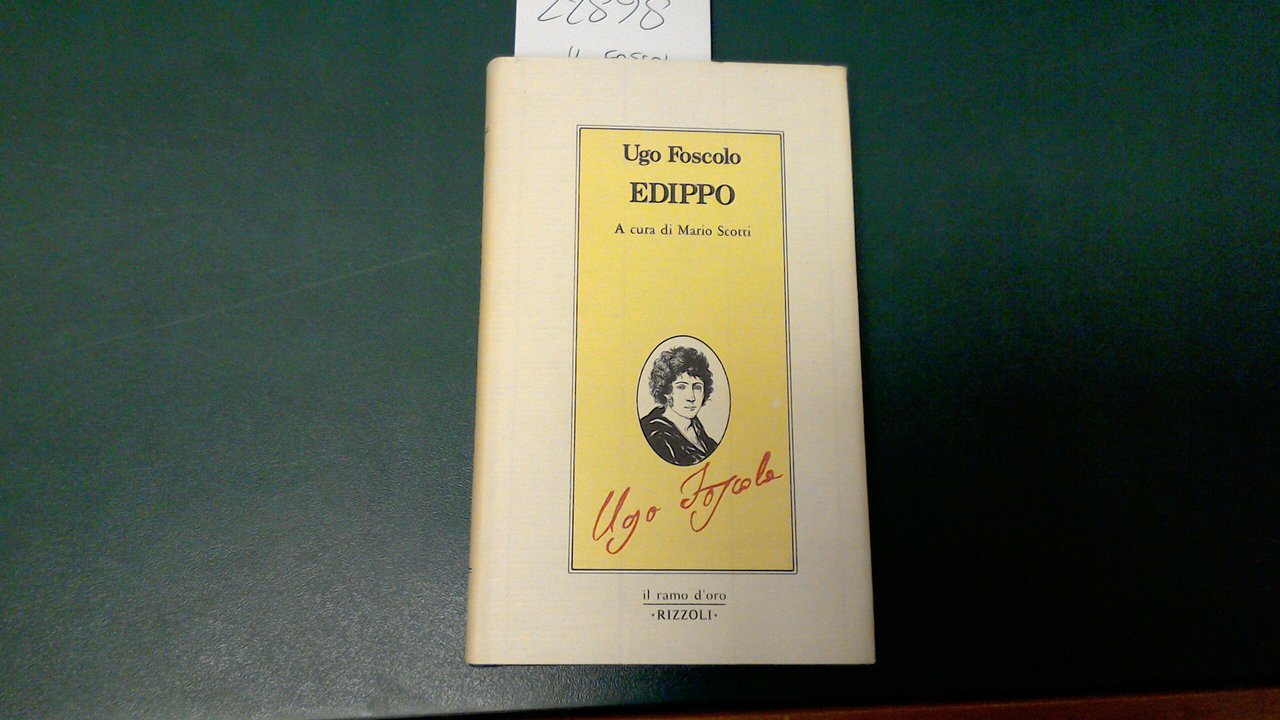 22898
Ugo Foscolo
EDIPPO
A cura di Mario Scotti
Ugo Foscolo
il ramo d'oro
•RIZZOLI•